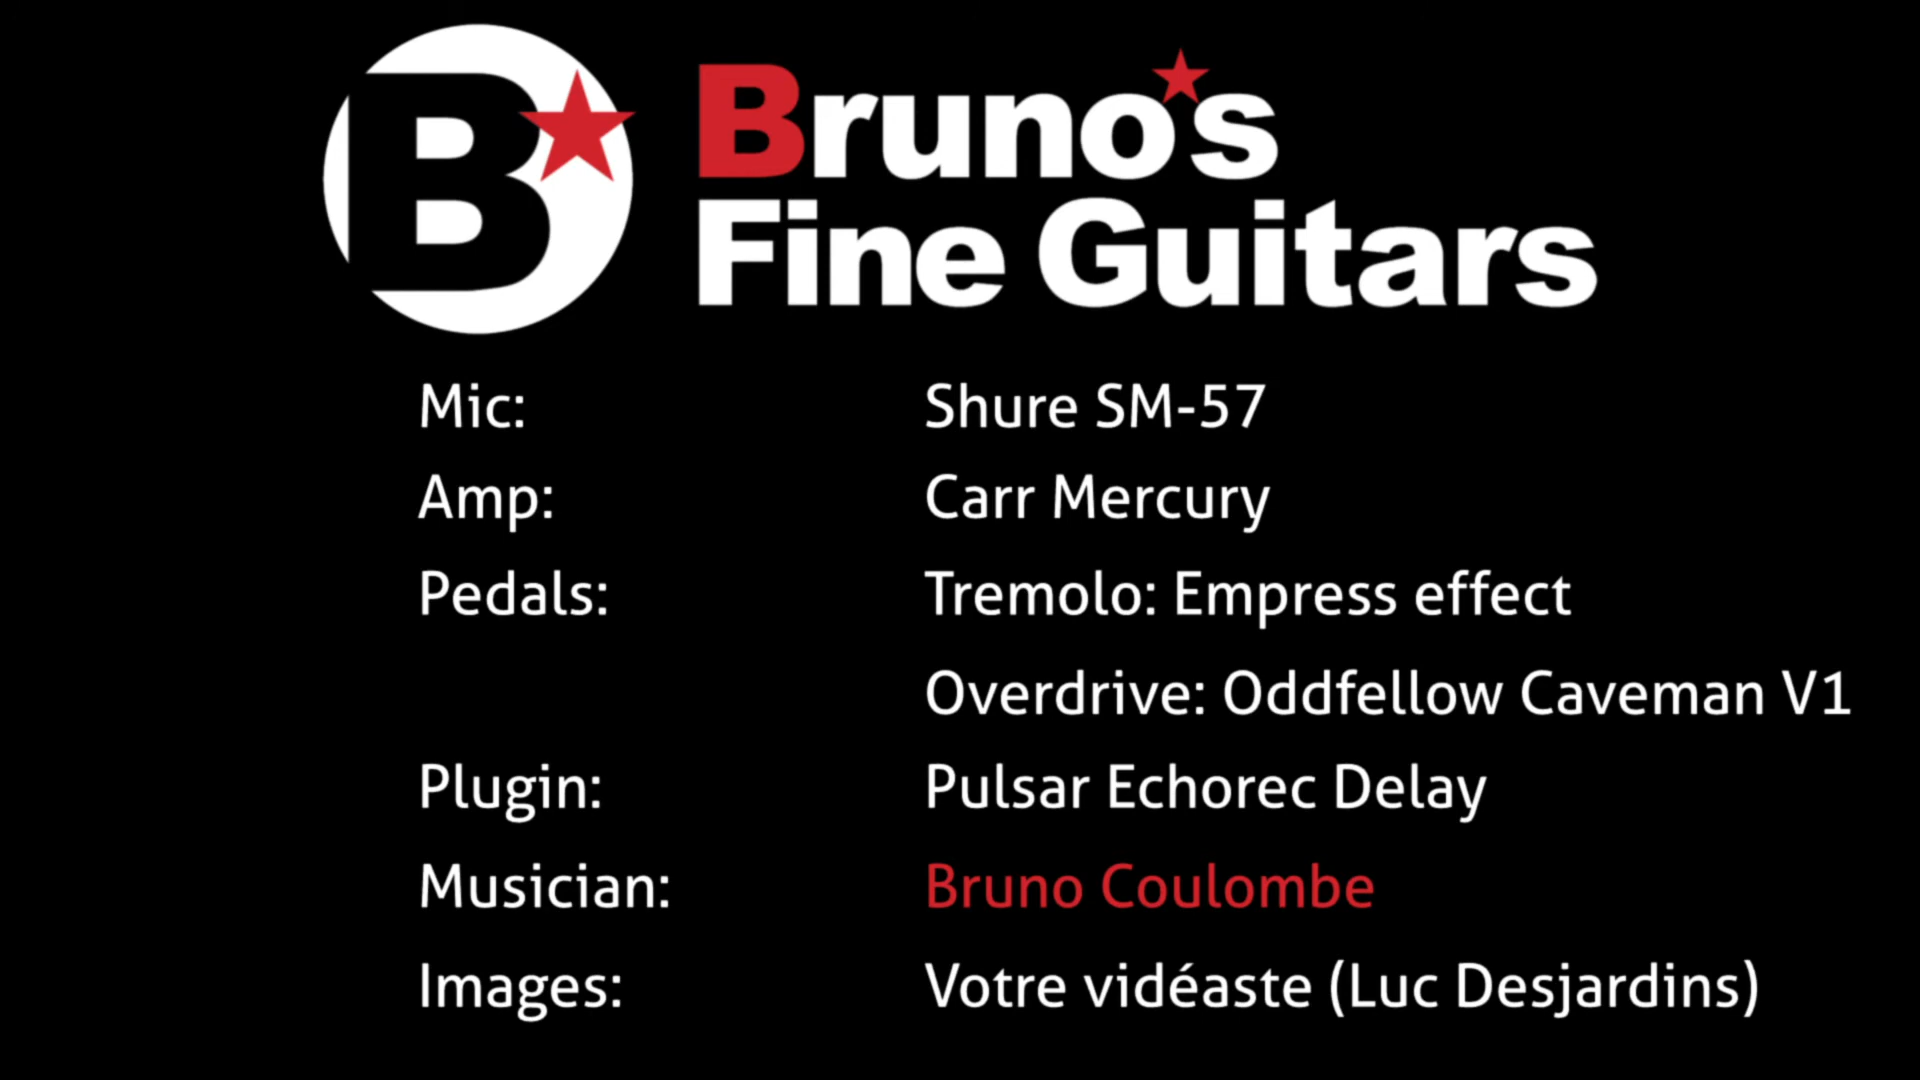 B
Bruno's
Fine Guitars
Mic: Shure SM-57
Amp: Carr Mercury
Pedals: Tremolo: Empress effect
Overdrive: Oddfellow Caveman V1
Plugin: Pulsar Echorec Delay
Musician: Bruno Coulombe
Images: Votre vidéaste (Luc Desjardins)